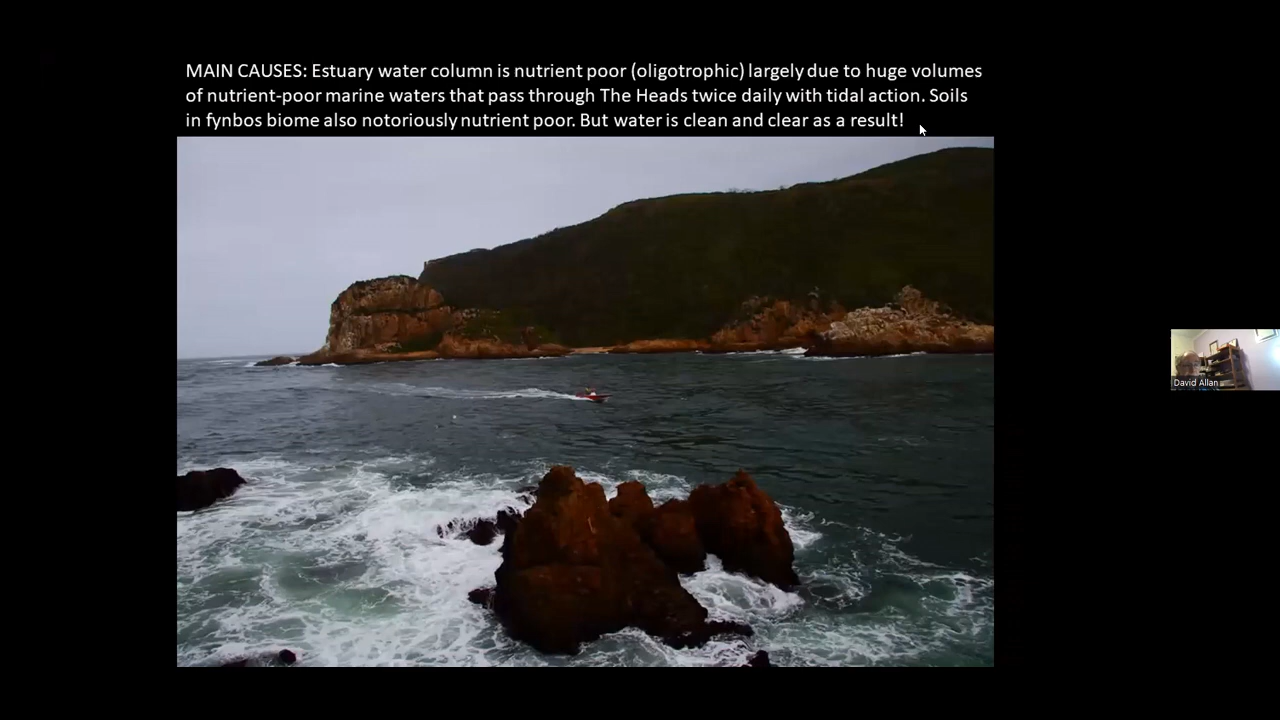 MAIN CAUSES: Estuary water column is nutrient poor (oligotrophic) largely due to huge volumes
of nutrient-poor marine waters that pass through The Heads twice daily with tidal action. Soils
in fynbos biome also notoriously nutrient poor. But water is clean and clear as a result!
David Allan